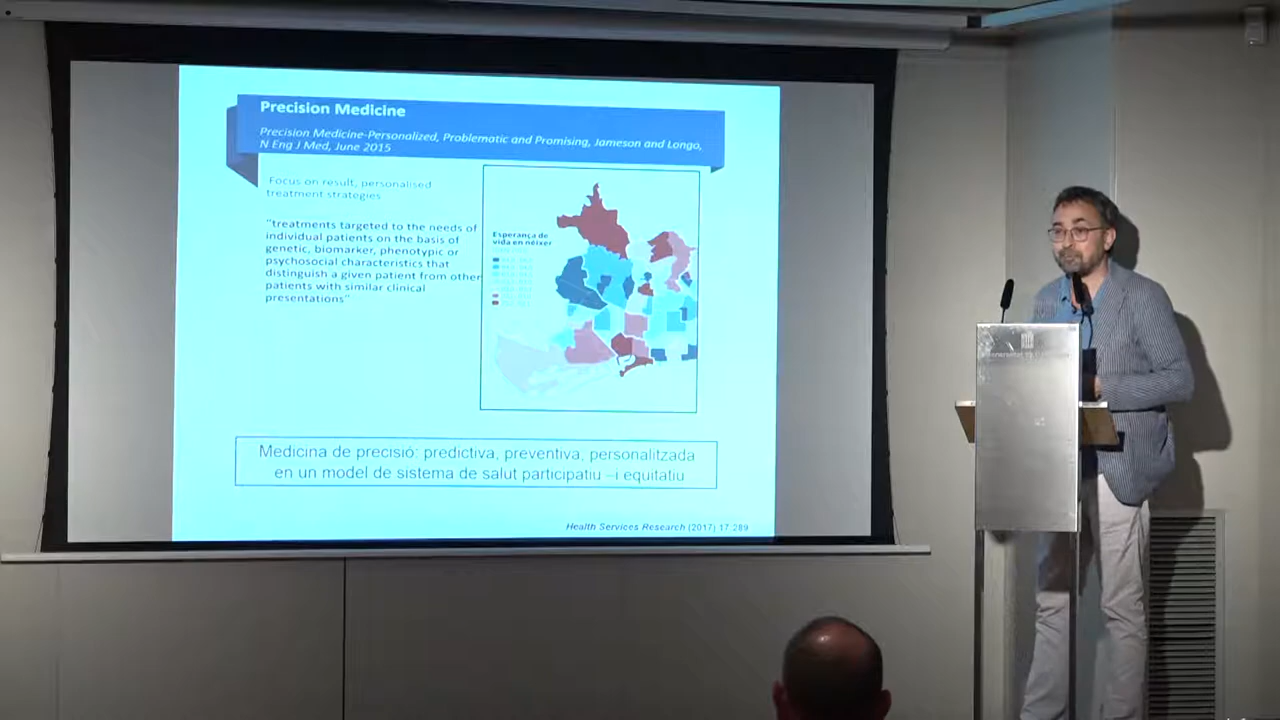 Precision Medicine
Precision Medicine-Personalized, Problematic and Promising, Jameson and Longo,
N Eng J Med, June 2015
Focus on result, personalised
treatment strategies
"treatments targeted to the needs of
individual patients on the basis of
genetic, biomarker, phenotypic or
psychosocial characteristics that
distinguish a given patient from other
patients with similar clinical
presentations"
Esperança de
vida en néixer
Medicina de precisió: predictiva, preventiva, personalitzada
en un model de sistema de salut participatiu –i equitatiu
Health Services Research (2017) 17:289